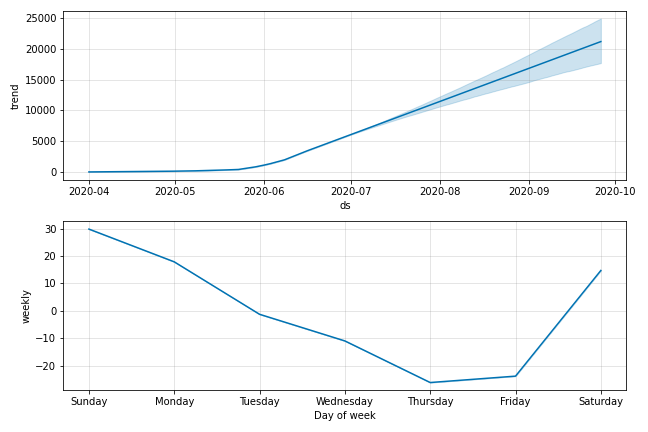 25000
20000
15000
10000
5000
0
trend
2020-04 2020-05 2020-06 2020-07 2020-08 2020-09 2020-10
ds
30
20
10
0
−10
−20
weekly
Sunday Monday Tuesday Wednesday Thursday Friday Saturday
Day of week